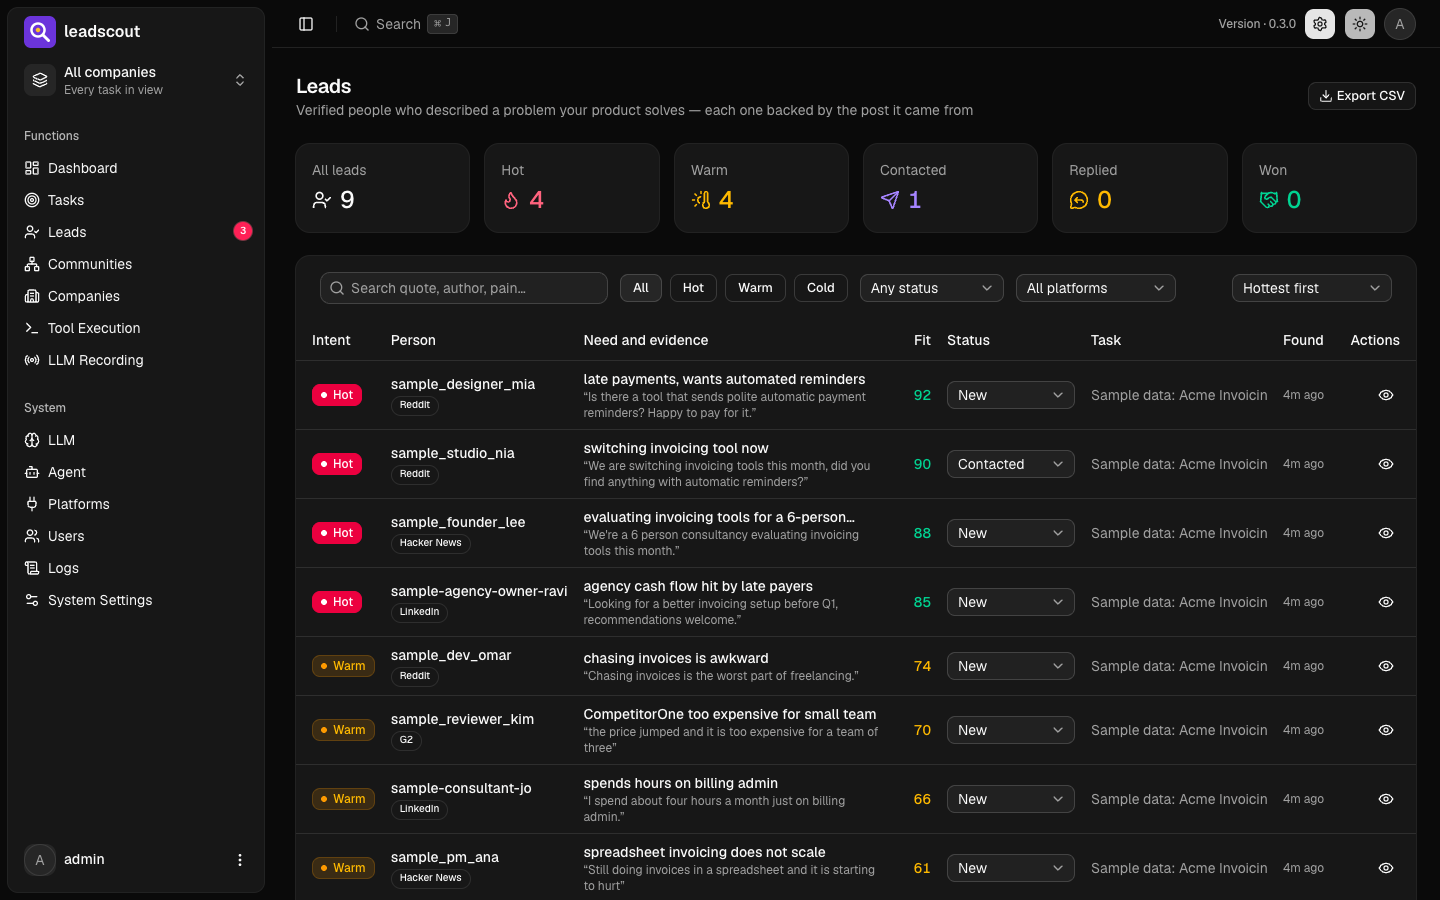 leadscout
All companies
Every task in view
Functions
Dashboard
Tasks
Leads 3
Communities
Companies
Tool Execution
LLM Recording
System
LLM
Agent
Platforms
Users
Logs
System Settings
A admin
Search ⌘ J
Version · 0.3.0 A
Leads
Verified people who described a problem your product solves — each one backed by the post it came from
Export CSV
All leads
9
Hot
4
Warm
4
Contacted
1
Replied
0
Won
0
Search quote, author, pain... All Hot Warm Cold Any status All platforms Hottest first
Intent Person Need and evidence Fit Status Task Found Actions
Hot sample_designer_mia Reddit
late payments, wants automated reminders
“Is there a tool that sends polite automatic payment
reminders? Happy to pay for it.”
92 New Sample data: Acme Invoicin 4m ago
Hot sample_studio_nia Reddit
switching invoicing tool now
“We are switching invoicing tools this month, did you
find anything with automatic reminders?”
90 Contacted Sample data: Acme Invoicin 4m ago
Hot sample_founder_lee Hacker News
evaluating invoicing tools for a 6-person...
“We're a 6 person consultancy evaluating invoicing
tools this month.”
88 New Sample data: Acme Invoicin 4m ago
Hot sample-agency-owner-ravi LinkedIn
agency cash flow hit by late payers
“Looking for a better invoicing setup before Q1,
recommendations welcome.”
85 New Sample data: Acme Invoicin 4m ago
Warm sample_dev_omar Reddit
chasing invoices is awkward
“Chasing invoices is the worst part of freelancing.”
74 New Sample data: Acme Invoicin 4m ago
Warm sample_reviewer_kim G2
CompetitorOne too expensive for small team
“the price jumped and it is too expensive for a team of
three”
70 New Sample data: Acme Invoicin 4m ago
Warm sample-consultant-jo LinkedIn
spends hours on billing admin
“I spend about four hours a month just on billing
admin.”
66 New Sample data: Acme Invoicin 4m ago
Warm sample_pm_ana Hacker News
spreadsheet invoicing does not scale
“Still doing invoices in a spreadsheet and it is starting
to hurt”
61 New Sample data: Acme Invoicin 4m ago